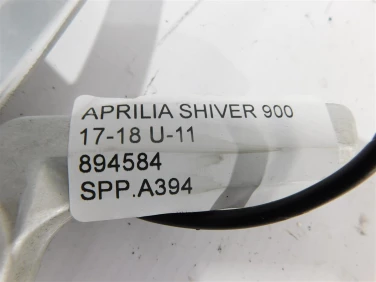 APRILIA SHIVER 900
17-18 U-11
894584
SPP.A394